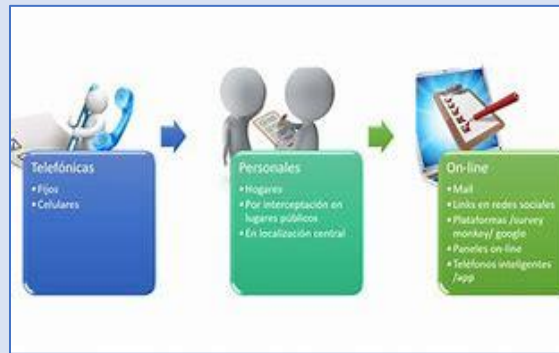 Telefónicas
• Fijos
• Celulares
Personales
• Hogares
• Por interceptación en
lugares públicos
• En localización central
On-line
• Mail
• Links en redes sociales
• Plataformas /survey
monkey/ google
• Paneles on-line
• Teléfonos inteligentes
/app